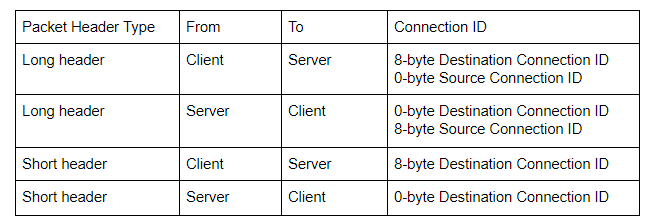 Packet Header Type From To Connection ID
Long header Client Server 8-byte Destination Connection ID
0-byte Source Connection ID
Long header Server Client 0-byte Destination Connection ID
8-byte Source Connection ID
Short header Client Server 8-byte Destination Connection ID
Short header Server Client 0-byte Destination Connection ID